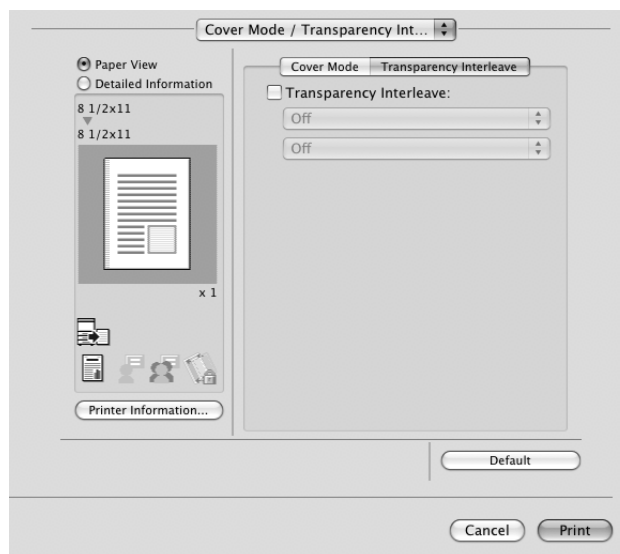 Cover Mode / Transparency Int...
Paper View
Detailed Information
8 1/2x11
8 1/2x11
x 1
Printer Information...
Cover Mode Transparency Interleave
Transparency Interleave:
Off
Off
Default
Cancel Print